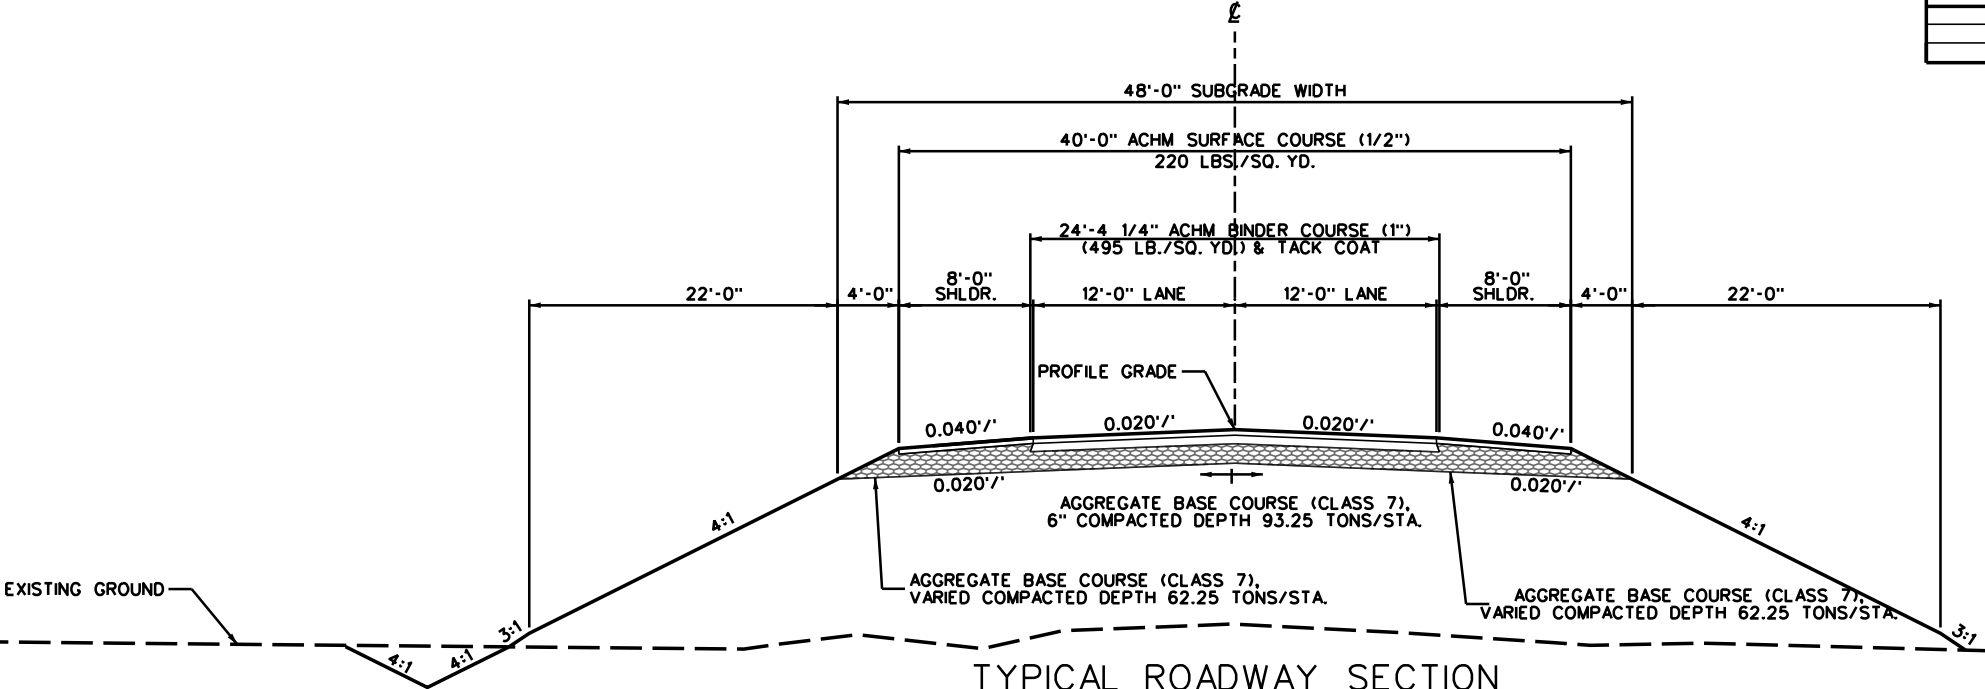 ℄
48'-0" SUBGRADE WIDTH
40'-0" ACHM SURFACE COURSE (1/2")
220 LBS./SQ. YD.
24'-4 1/4" ACHM BINDER COURSE (1")
(495 LB./SQ. YD.) & TACK COAT
22'-0"
4'-0"
8'-0"
SHLDR.
12'-0" LANE
12'-0" LANE
8'-0"
SHLDR.
4'-0"
22'-0"
PROFILE GRADE
0.040'/'
0.020'/'
0.020'/'
0.040'/'
0.020'/'
0.020'/'
AGGREGATE BASE COURSE (CLASS 7),
6" COMPACTED DEPTH 93.25 TONS/STA.
4:1
4:1
AGGREGATE BASE COURSE (CLASS 7),
VARIED COMPACTED DEPTH 62.25 TONS/STA.
AGGREGATE BASE COURSE (CLASS 7),
VARIED COMPACTED DEPTH 62.25 TONS/STA.
EXISTING GROUND
3:1
3:1
4:1
4:1
TYPICAL ROADWAY SECTION